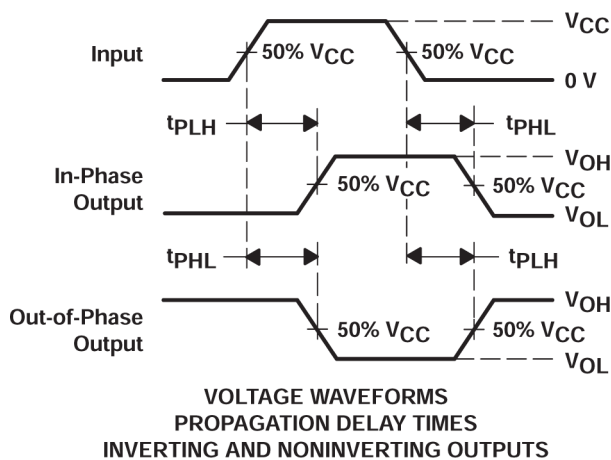 VCC
Input
50% VCC
50% VCC
0 V
tPLH
tPHL
In-Phase
Output
50% VCC
VOH
50% VCC
VOL
tPHL
tPLH
Out-of-Phase
Output
50% VCC
VOH
50% VCC
VOL
VOLTAGE WAVEFORMS
PROPAGATION DELAY TIMES
INVERTING AND NONINVERTING OUTPUTS